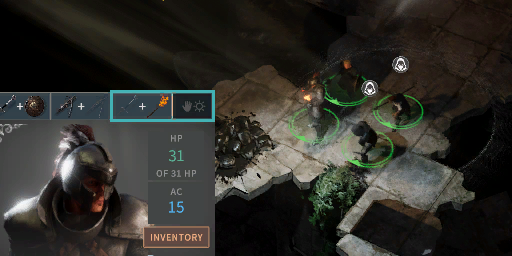 +
+
+
HP
31
OF 31 HP
AC
15
INVENTORY